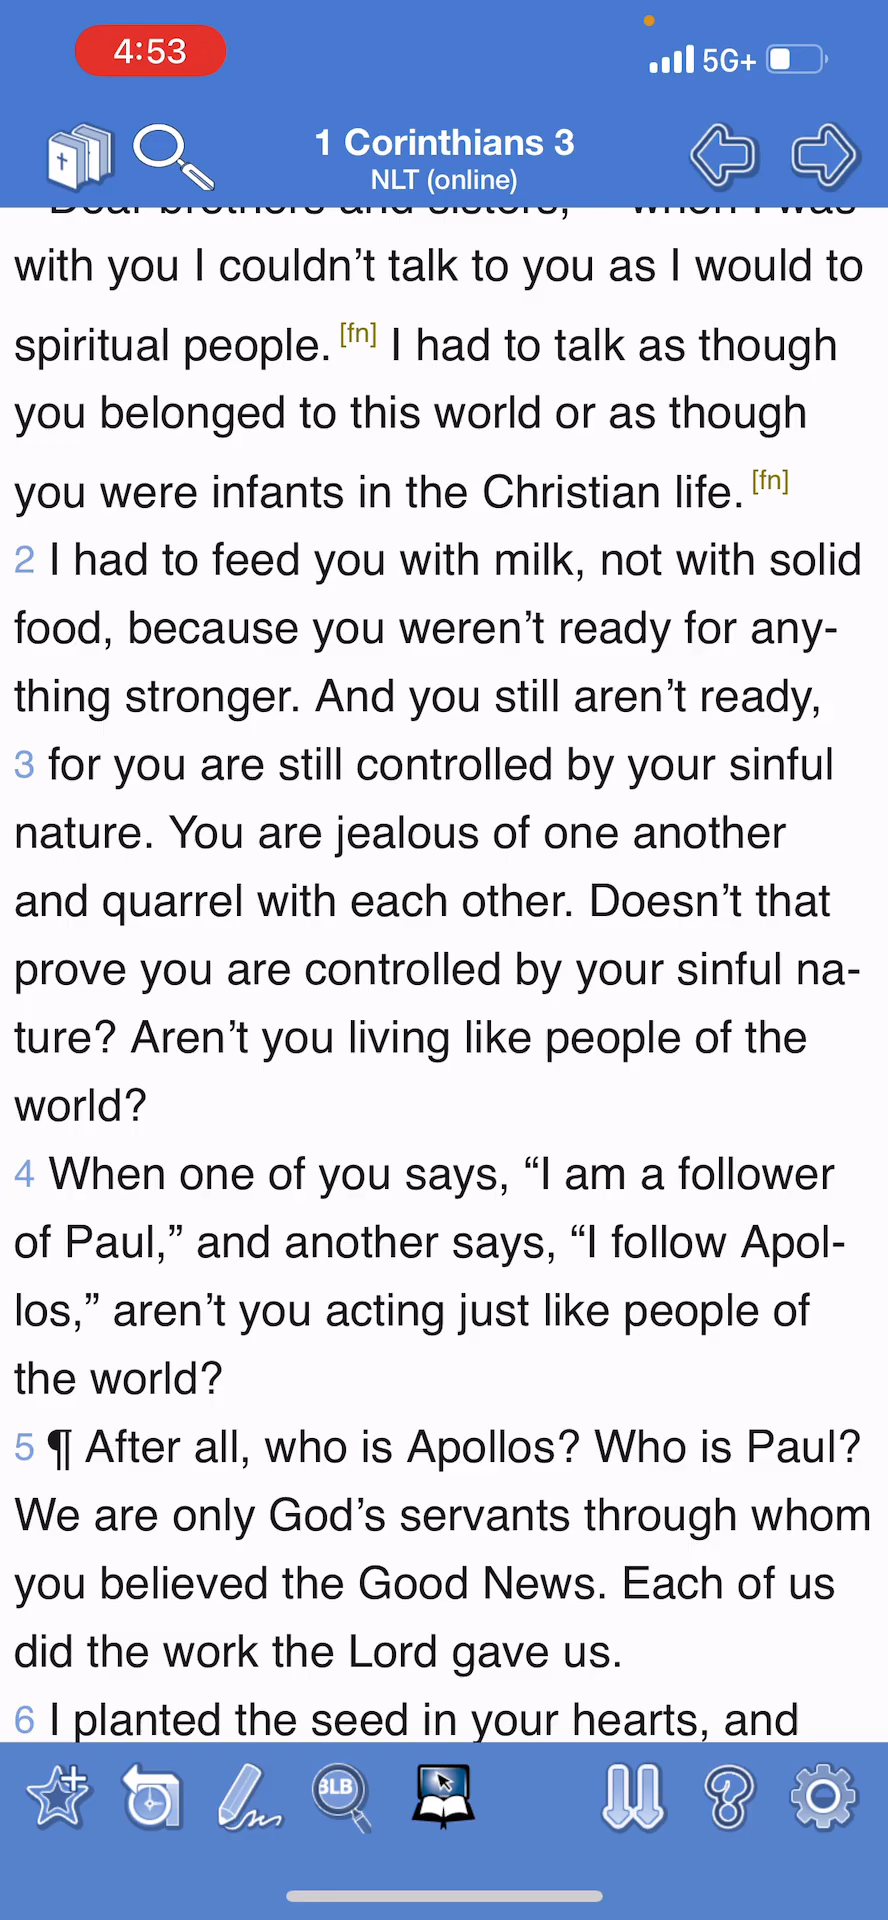 4:53
5G+
1 Corinthians 3
NLT (online)
Dear brothers and sisters, when I was
with you I couldn’t talk to you as I would to
spiritual people. [fn] I had to talk as though
you belonged to this world or as though
you were infants in the Christian life. [fn]
2 I had to feed you with milk, not with solid
food, because you weren’t ready for any-
thing stronger. And you still aren’t ready,
3 for you are still controlled by your sinful
nature. You are jealous of one another
and quarrel with each other. Doesn’t that
prove you are controlled by your sinful na-
ture? Aren’t you living like people of the
world?
4 When one of you says, “I am a follower
of Paul,” and another says, “I follow Apol-
los,” aren’t you acting just like people of
the world?
5 ¶ After all, who is Apollos? Who is Paul?
We are only God’s servants through whom
you believed the Good News. Each of us
did the work the Lord gave us.
6 I planted the seed in your hearts, and
BLB